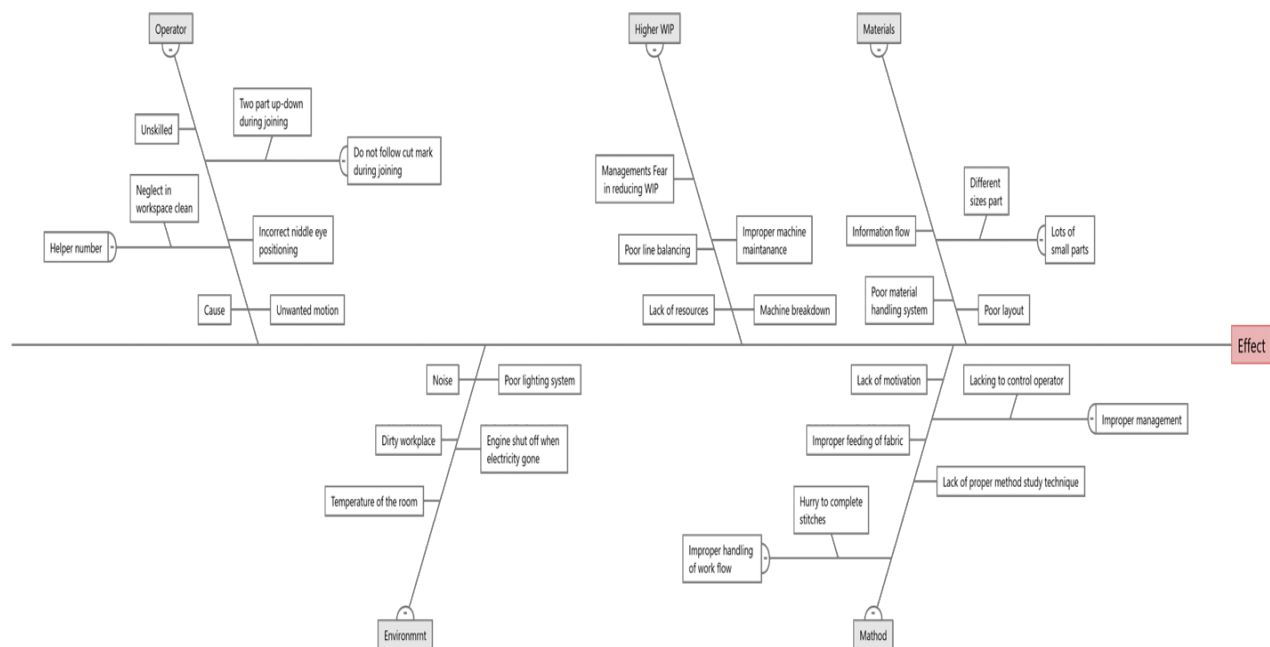 Operator
Higher WIP
Materials
Two part up-down
during joining
Unskilled
Do not follow cut mark
during joining
Neglect in
workspace clean
Helper number
Incorrect niddle eye
positioning
Cause
Unwanted motion
Managements Fear
in reducing WIP
Improper machine
maintanance
Poor line balancing
Lack of resources
Machine breakdown
Different
sizes part
Information flow
Lots of
small parts
Poor material
handling system
Poor layout
Effect
Noise
Poor lighting system
Dirty workplace
Engine shut off when
electricity gone
Temperature of the room
Environmrnt
Lack of motivation
Lacking to control operator
Improper management
Improper feeding of fabric
Lack of proper method study technique
Hurry to complete
stitches
Improper handling
of work flow
Mathod